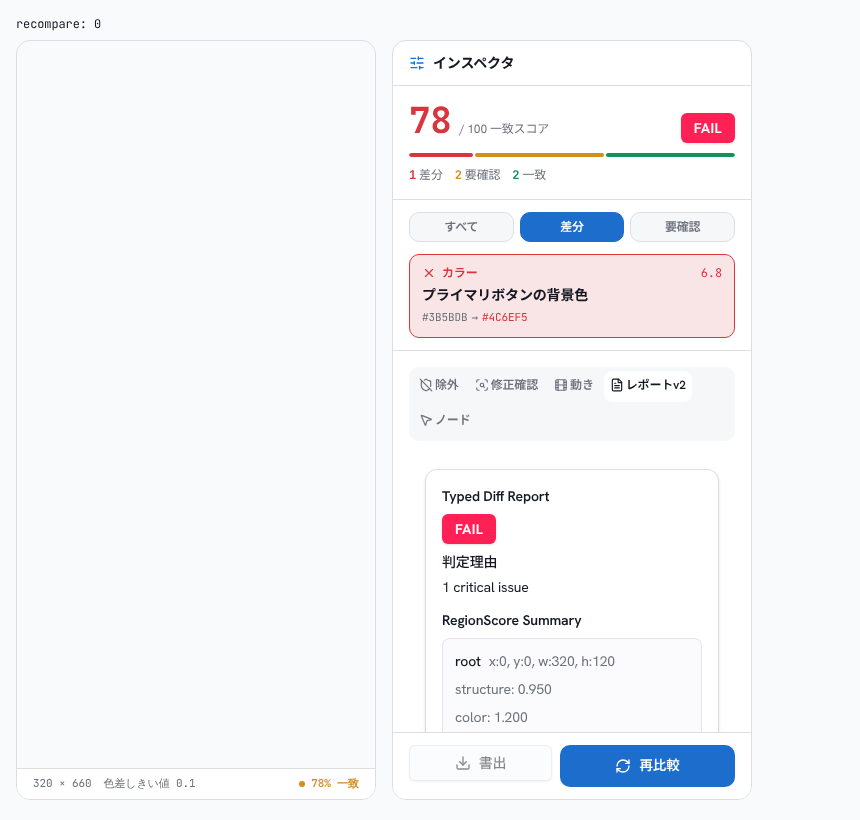 recompare: 0
インスペクタ
78 / 100 一致スコア
FAIL
1 差分 2 要確認 2 一致
すべて 差分 要確認
カラー 6.8
プライマリボタンの背景色
#3B5BDB → #4C6EF5
除外 修正確認 動き レポートv2
ノード
Typed Diff Report
FAIL
判定理由
1 critical issue
RegionScore Summary
root x:0, y:0, w:320, h:120
structure: 0.950
color: 1.200
320 × 660 色差しきい値 0.1 78% 一致
書出 再比較